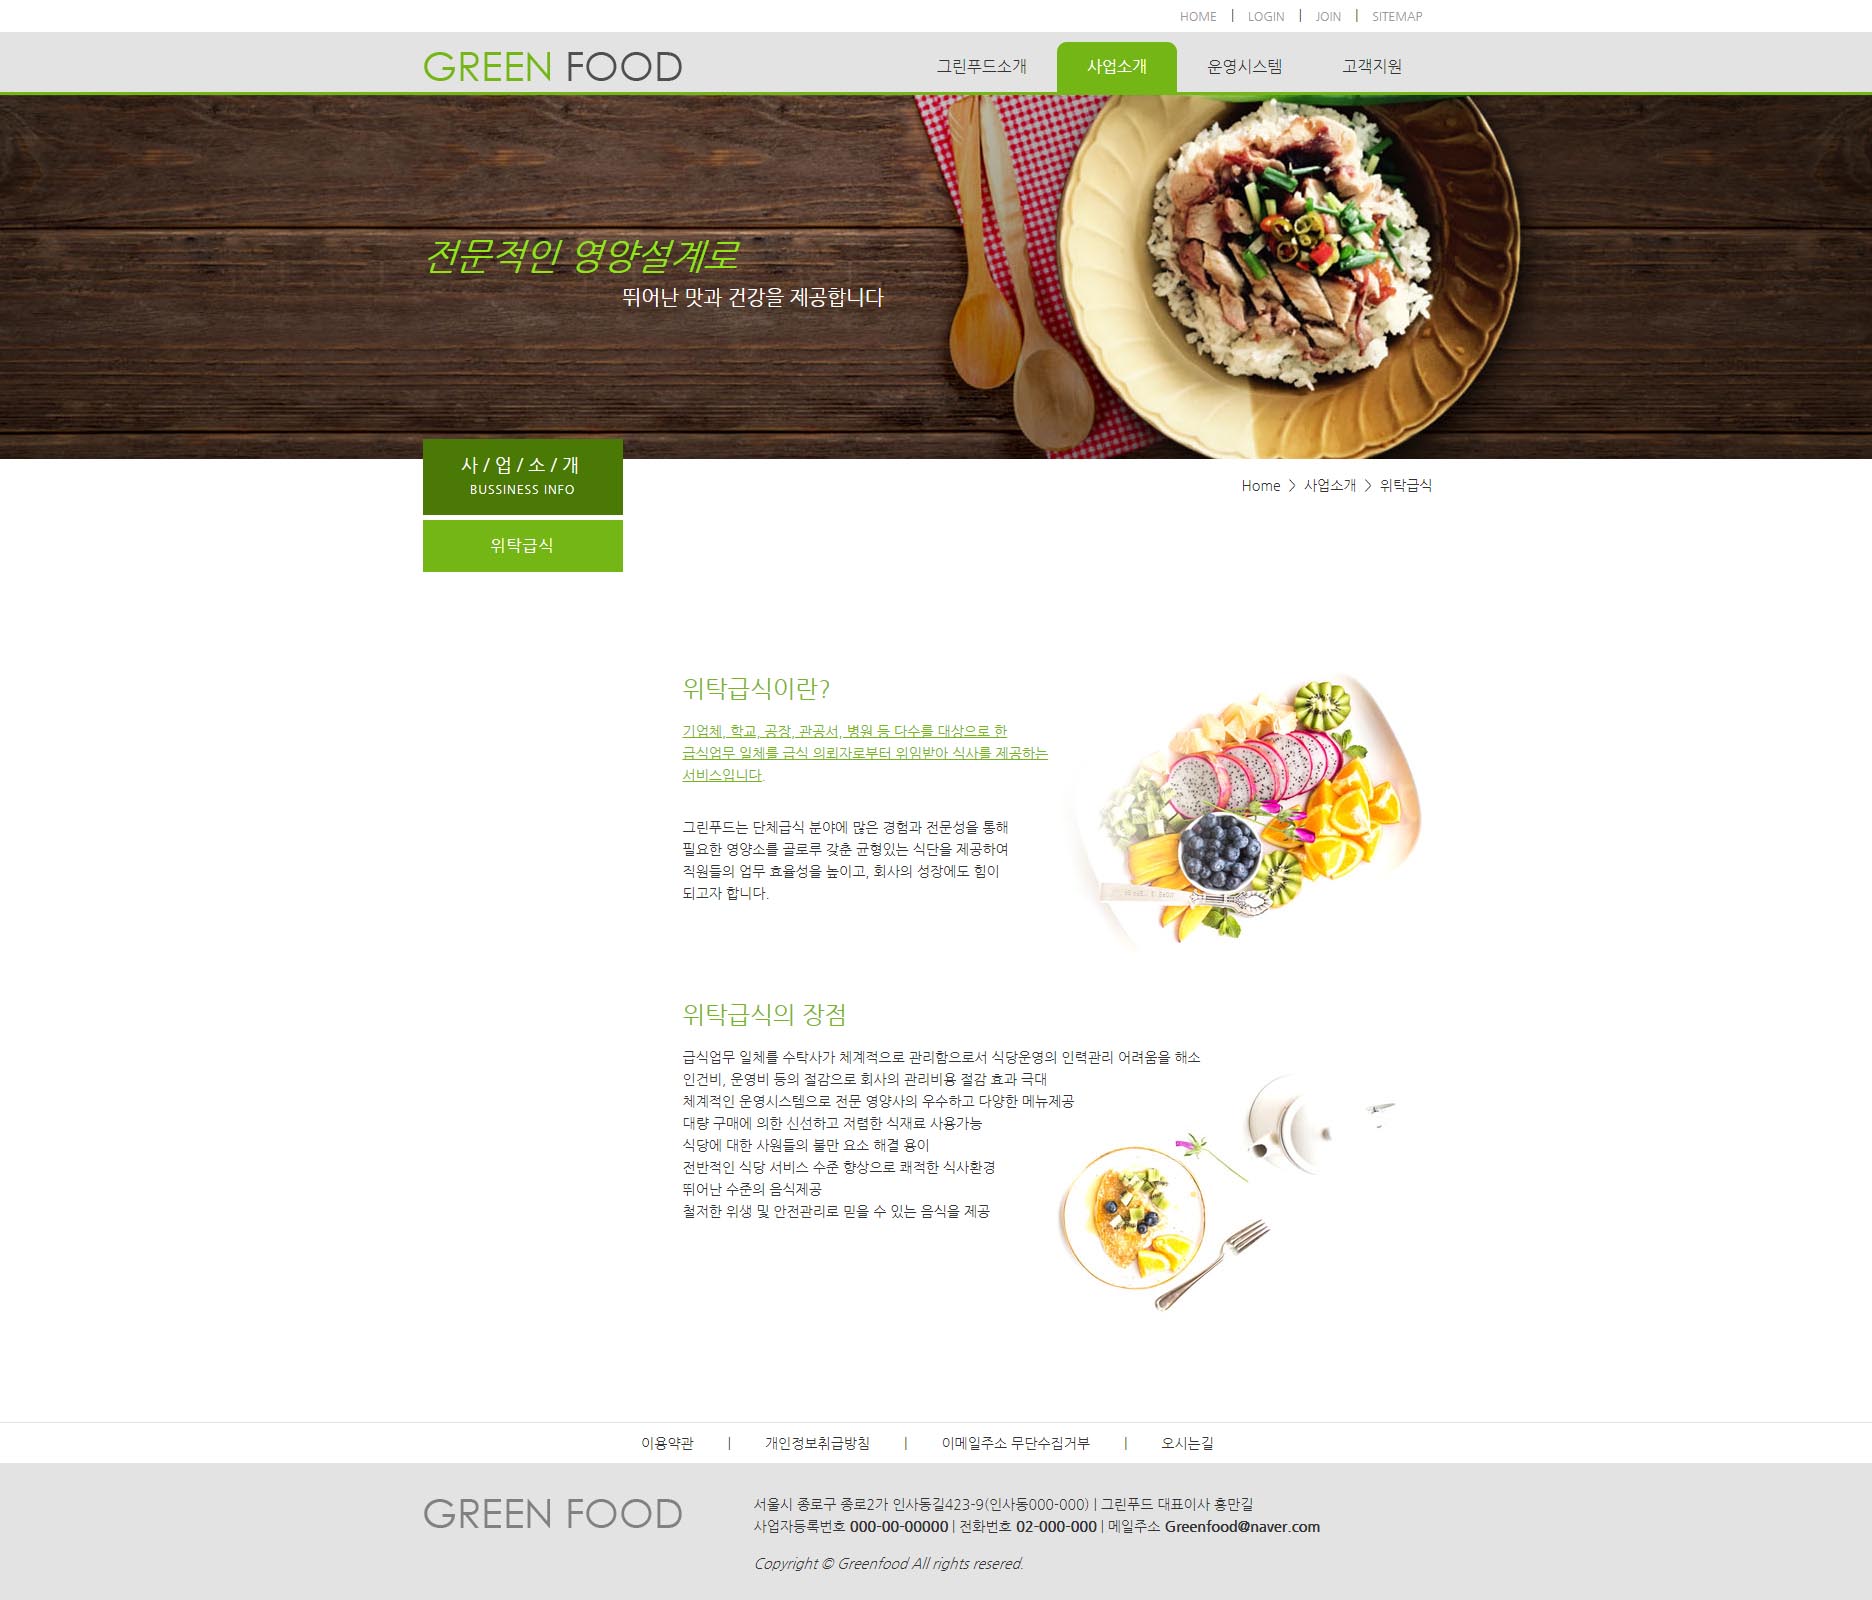 HOME | LOGIN | JOIN | SITEMAP
GREEN FOOD
그린푸드소개 사업소개 운영시스템 고객지원
전문적인 영양설계로
뛰어난 맛과 건강을 제공합니다
사 / 업 / 소 / 개
BUSSINESS INFO
Home > 사업소개 > 위탁급식
위탁급식
위탁급식이란?
기업체, 학교, 공장, 관공서, 병원 등 다수를 대상으로 한
급식업무 일체를 급식 의뢰자로부터 위임받아 식사를 제공하는
서비스입니다.
그린푸드는 단체급식 분야에 많은 경험과 전문성을 통해
필요한 영양소를 골로루 갖춘 균형있는 식단을 제공하여
직원들의 업무 효율성을 높이고, 회사의 성장에도 힘이
되고자 합니다.
위탁급식의 장점
급식업무 일체를 수탁사가 체계적으로 관리함으로서 식당운영의 인력관리 어려움을 해소
인건비, 운영비 등의 절감으로 회사의 관리비용 절감 효과 극대
체계적인 운영시스템으로 전문 영양사의 우수하고 다양한 메뉴제공
대량 구매에 의한 신선하고 저렴한 식재료 사용가능
식당에 대한 사원들의 불만 요소 해결 용이
전반적인 식당 서비스 수준 향상으로 쾌적한 식사환경
뛰어난 수준의 음식제공
철저한 위생 및 안전관리로 믿을 수 있는 음식을 제공
이용약관 | 개인정보취급방침 | 이메일주소 무단수집거부 | 오시는길
GREEN FOOD
서울시 종로구 종로2가 인사동길423-9(인사동000-000) | 그린푸드 대표이사 홍만길
사업자등록번호 000-00-00000 | 전화번호 02-000-000 | 메일주소 Greenfood@naver.com
Copyright © Greenfood All rights resered.